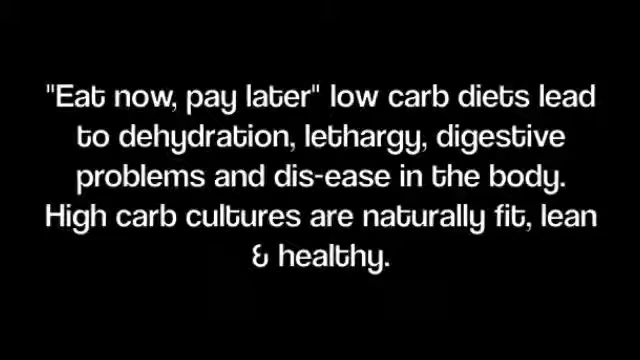 "Eat now, pay later" low carb diets lead
to dehydration, lethargy, digestive
problems and dis-ease in the body.
High carb cultures are naturally fit, lean
& healthy.